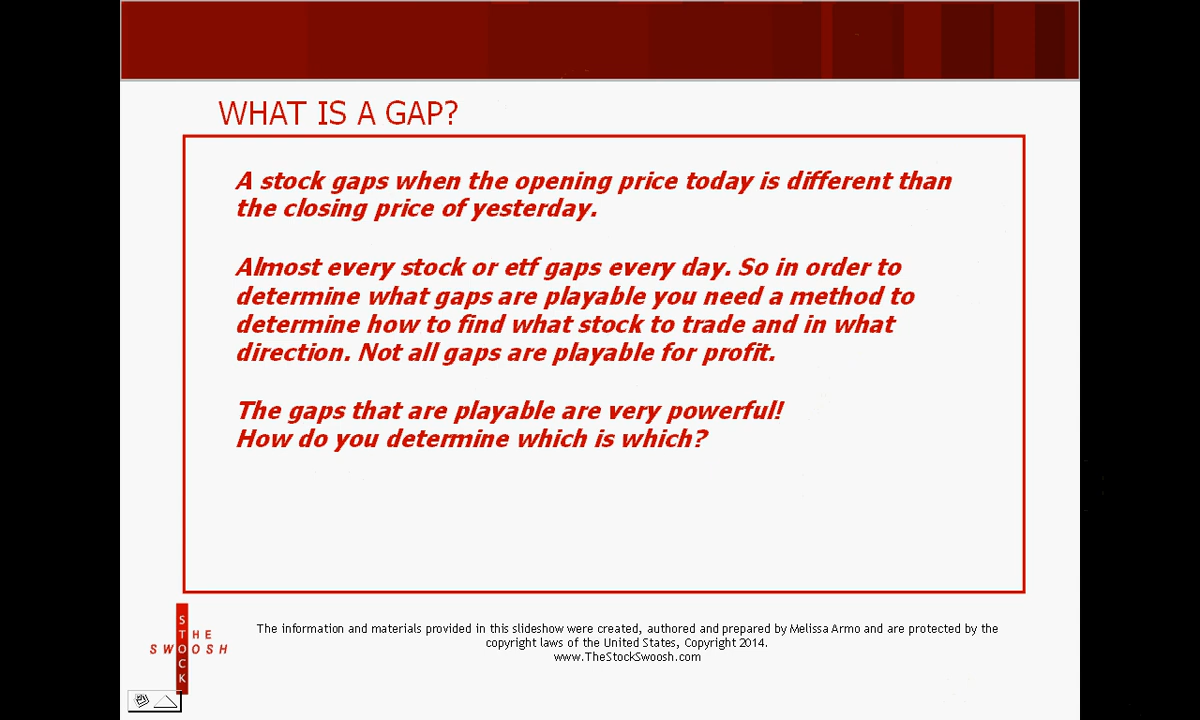 WHAT IS A GAP?
A stock gaps when the opening price today is different than
the closing price of yesterday.
Almost every stock or etf gaps every day. So in order to
determine what gaps are playable you need a method to
determine how to find what stock to trade and in what
direction. Not all gaps are playable for profit.
The gaps that are playable are very powerful!
How do you determine which is which?
THE
STOCK
SWOOSH
The information and materials provided in this slideshow were created, authored and prepared by Melissa Armo and are protected by the
copyright laws of the United States, Copyright 2014.
www.TheStockSwoosh.com